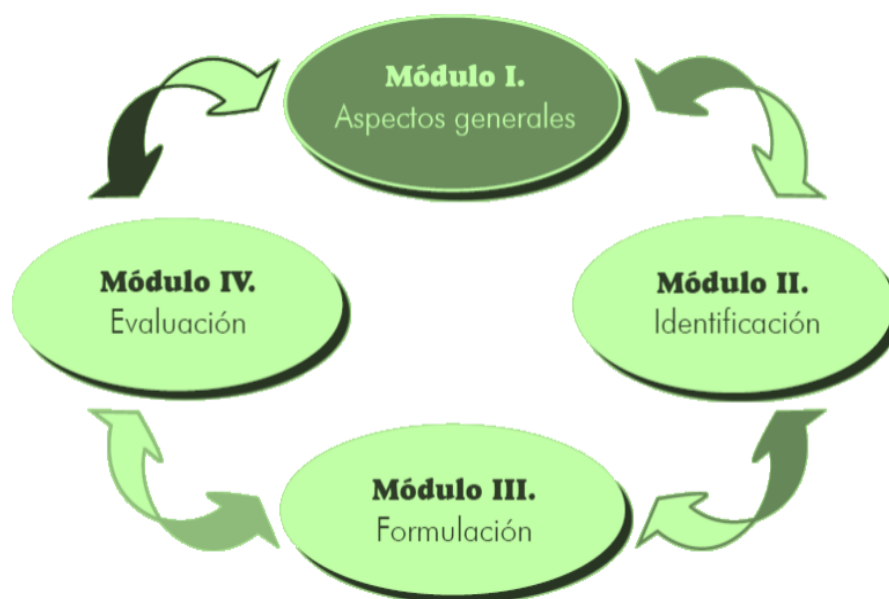 Módulo I.
Aspectos generales
Módulo II.
Identificación
Módulo III.
Formulación
Módulo IV.
Evaluación